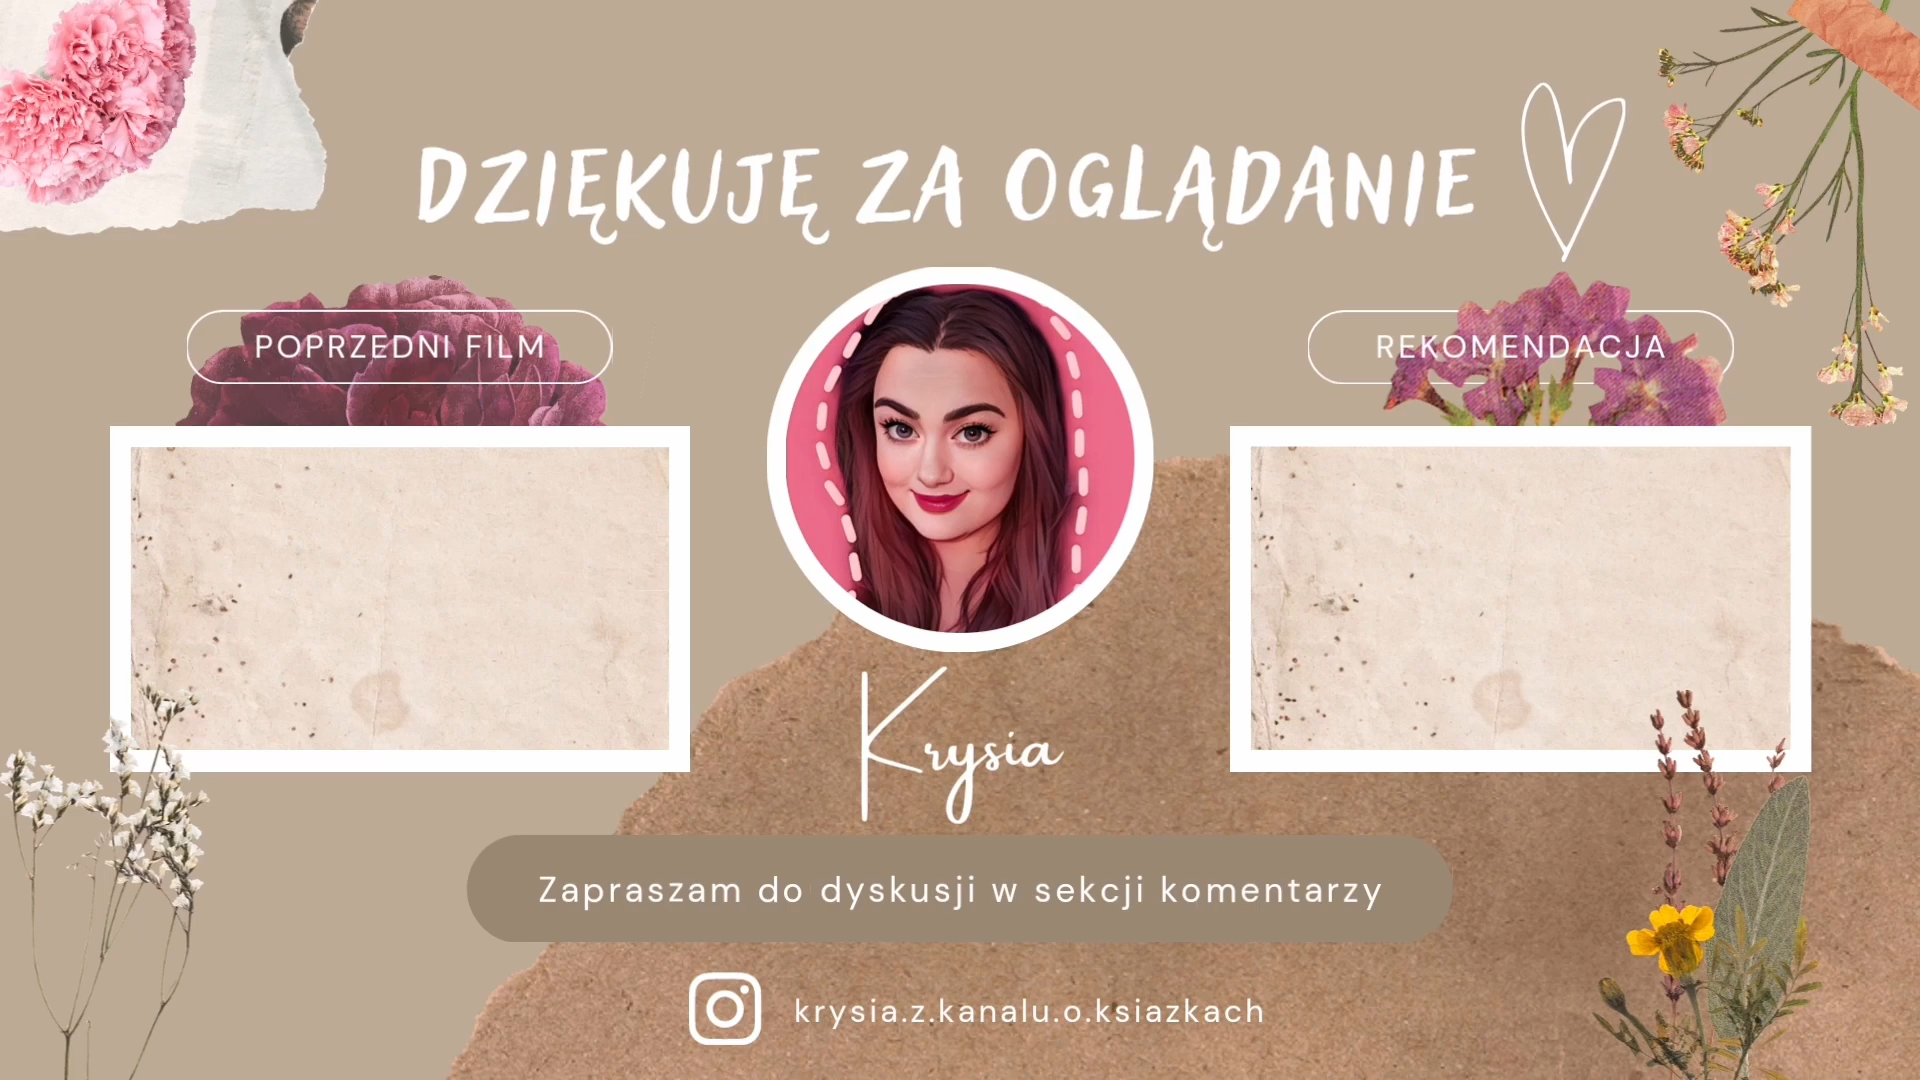 DZIĘKUJĘ ZA OGLĄDANIE
POPRZEDNI FILM
REKOMENDACJA
Krysia
Zapraszam do dyskusji w sekcji komentarzy
krysia.z.kanalu.o.ksiazkach